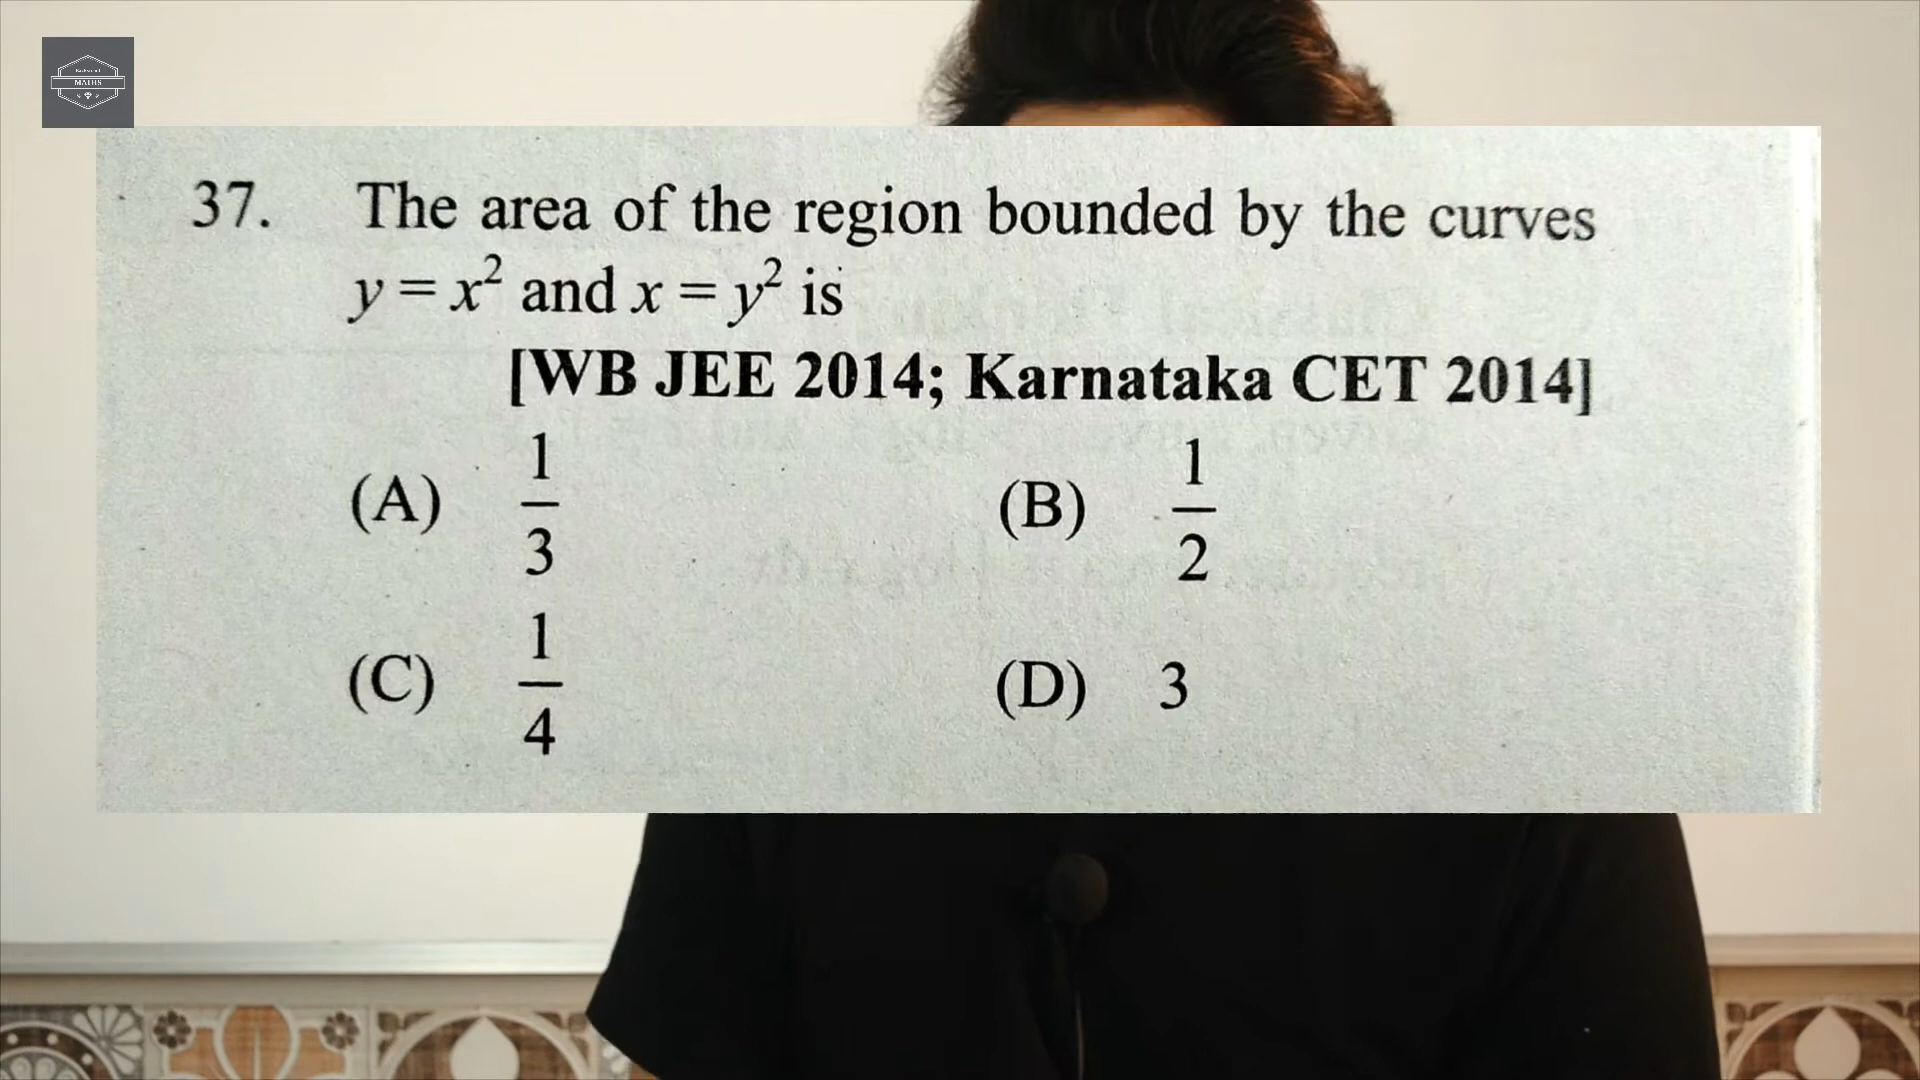 MATHS
37. The area of the region bounded by the curves
y = x² and x = y² is
[WB JEE 2014; Karnataka CET 2014]
(A) 1/3 (B) 1/2
(C) 1/4 (D) 3